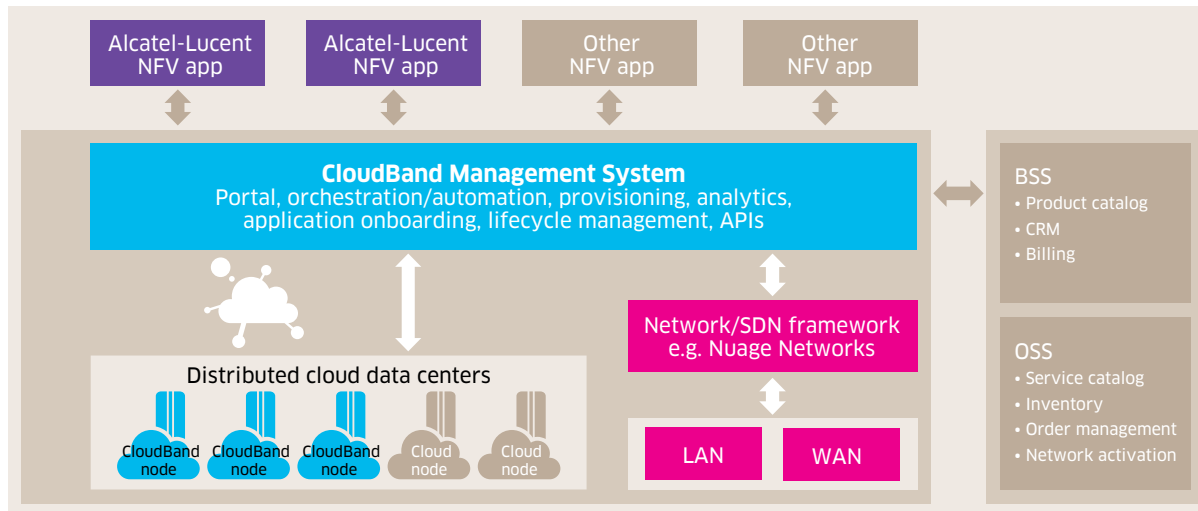 Alcatel-Lucent
NFV app
Alcatel-Lucent
NFV app
Other
NFV app
Other
NFV app
CloudBand Management System
Portal, orchestration/automation, provisioning, analytics,
application onboarding, lifecycle management, APIs
BSS
• Product catalog
• CRM
• Billing
Network/SDN framework
e.g. Nuage Networks
Distributed cloud data centers
CloudBand
node
CloudBand
node
CloudBand
node
Cloud
node
Cloud
node
LAN
WAN
OSS
• Service catalog
• Inventory
• Order management
• Network activation